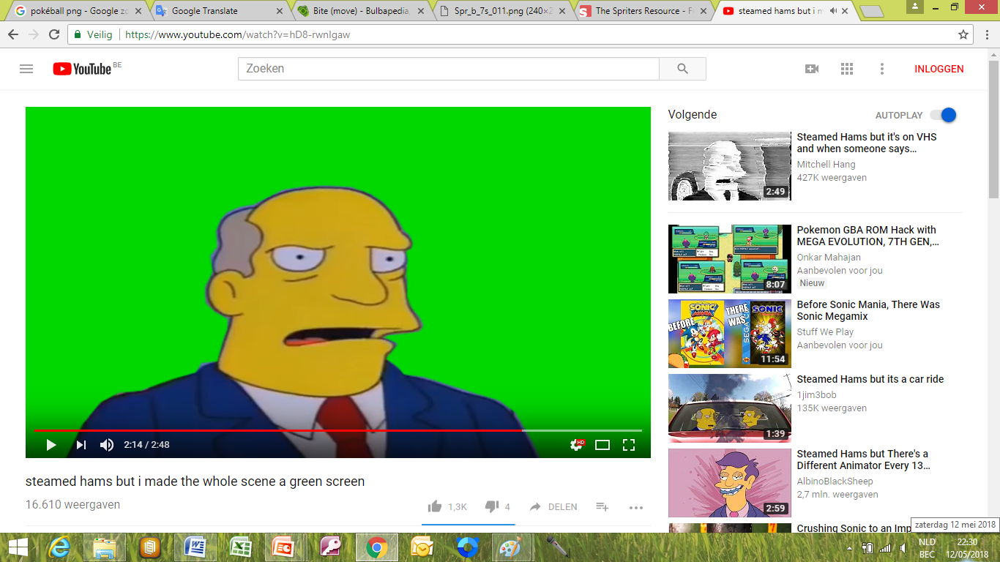 pokéball png - Google zo
Google Translate
Bite (move) - Bulbapedia,
Spr_b_7s_011.png (240×2
The Spriters Resource - F
steamed hams but i m
Veilig https://www.youtube.com/watch?v=hD8-rwnIgaw
YouTube BE
Zoeken
INLOGGEN
2:14 / 2:48
HD
steamed hams but i made the whole scene a green screen
16.610 weergaven
1,3K
4
DELEN
Volgende
AUTOPLAY
Steamed Hams but it's on VHS
and when someone says…
Mitchell Hang
427K weergaven
2:49
Pokemon GBA ROM Hack with
MEGA EVOLUTION, 7TH GEN,…
Onkar Mahajan
Aanbevolen voor jou
Nieuw
8:07
Before Sonic Mania, There Was
Sonic Megamix
Stuff We Play
Aanbevolen voor jou
BEFORE
SONIC
MANIA
THERE
WAS
SEGA
SONIC
11:54
Steamed Hams but its a car ride
1jim3bob
135K weergaven
1:39
Steamed Hams but There's a
Different Animator Every 13…
AlbinoBlackSheep
2,7 mln. weergaven
2:59
Crushing Sonic to an Imp
zaterdag 12 mei 2018
NLD
BEC
22:30
12/05/2018